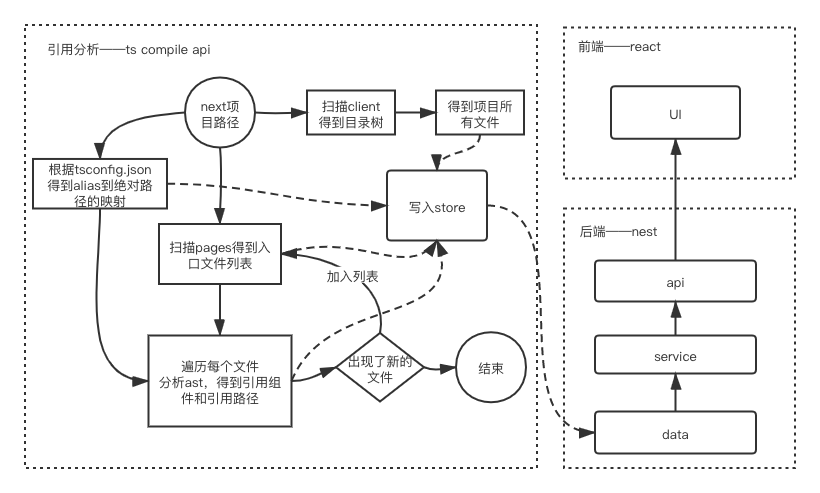 引用分析——ts compile api
next项
目路径
扫描client
得到目录树
得到项目所
有文件
根据tsconfig.json
得到alias到绝对路
径的映射
写入store
扫描pages得到入
口文件列表
加入列表
遍历每个文件
分析ast，得到引用组
件和引用路径
出现了新的
文件
结束
前端——react
UI
后端——nest
api
service
data